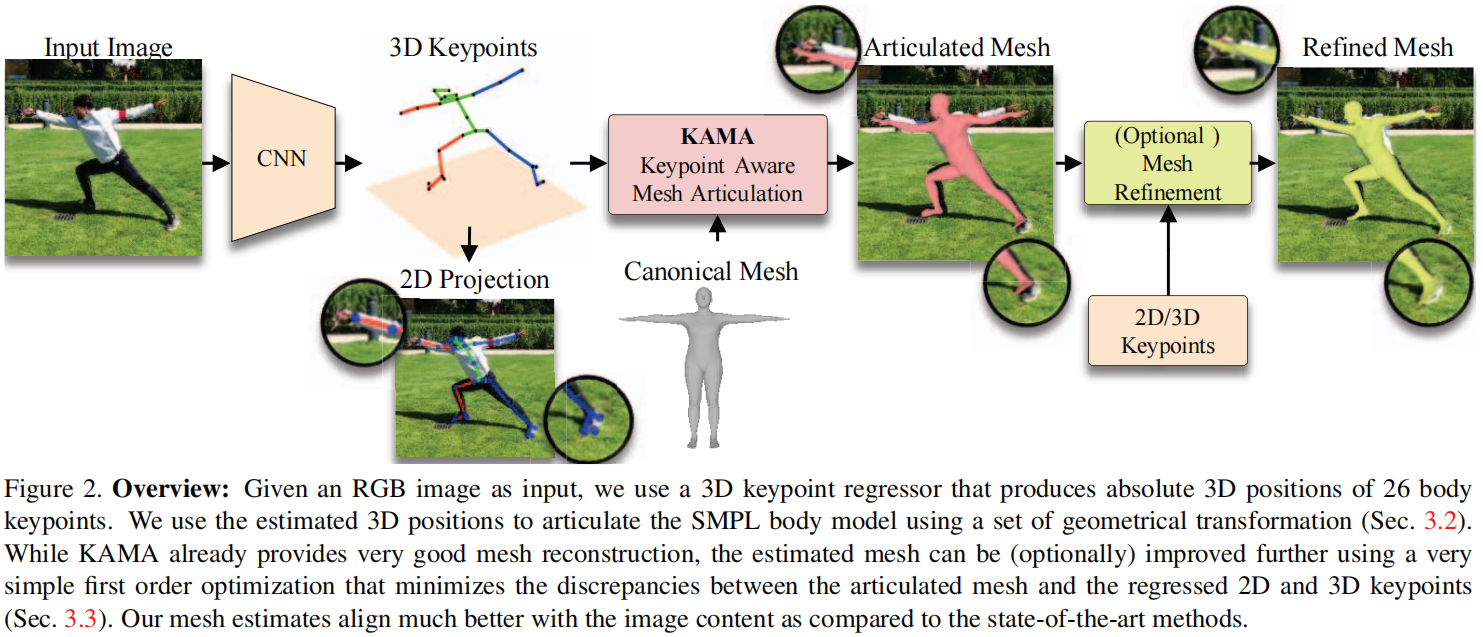 Input Image
CNN
3D Keypoints
2D Projection
KAMA
Keypoint Aware
Mesh Articulation
Canonical Mesh
Articulated Mesh
(Optional )
Mesh
Refinement
2D/3D
Keypoints
Refined Mesh
Figure 2. Overview: Given an RGB image as input, we use a 3D keypoint regressor that produces absolute 3D positions of 26 body
keypoints. We use the estimated 3D positions to articulate the SMPL body model using a set of geometrical transformation (Sec. 3.2).
While KAMA already provides very good mesh reconstruction, the estimated mesh can be (optionally) improved further using a very
simple first order optimization that minimizes the discrepancies between the articulated mesh and the regressed 2D and 3D keypoints
(Sec. 3.3). Our mesh estimates align much better with the image content as compared to the state-of-the-art methods.